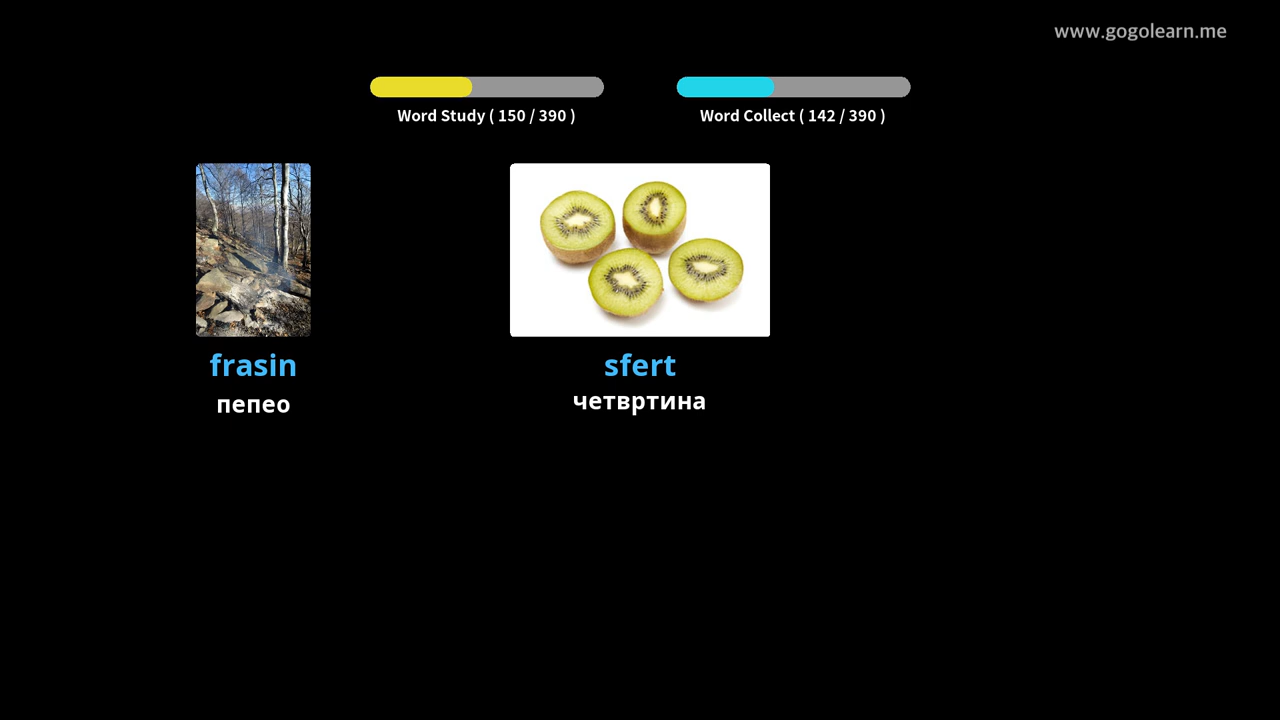 www.gogolearn.me
Word Study ( 150 / 390 )
Word Collect ( 142 / 390 )
frasin
пепео
sfert
четвртина